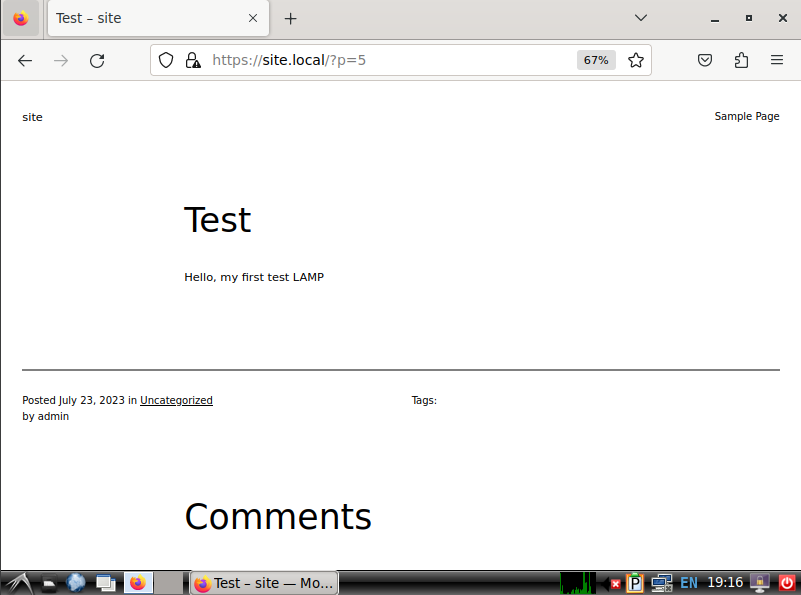 Test – site
https://site.local/?p=5
67%
site
Sample Page
Test
Hello, my first test LAMP
Posted July 23, 2023 in Uncategorized
by admin
Tags:
Comments
Test – site — Mo...
P
EN
19:16